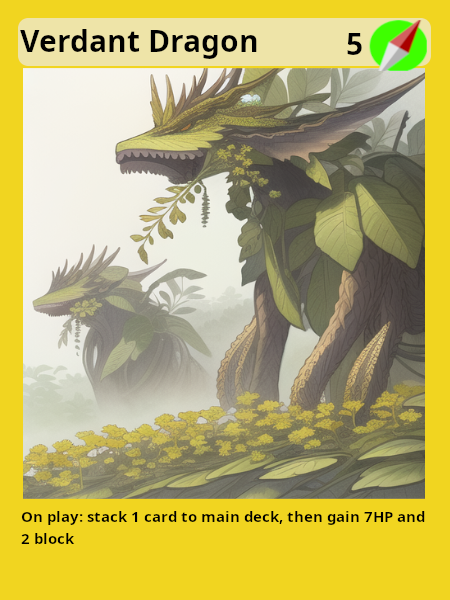 Verdant Dragon 5
On play: stack 1 card to main deck, then gain 7HP and
2 block